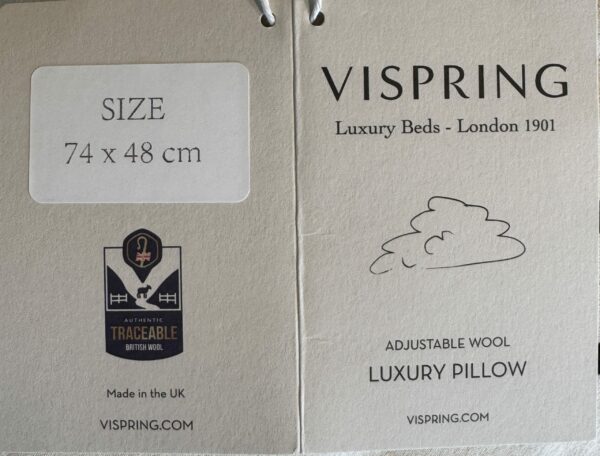 SIZE
74 x 48 cm
AUTHENTIC
TRACEABLE
BRITISH WOOL
Made in the UK
VISPRING.COM
VISPRING
Luxury Beds - London 1901
ADJUSTABLE WOOL
LUXURY PILLOW
VISPRING.COM